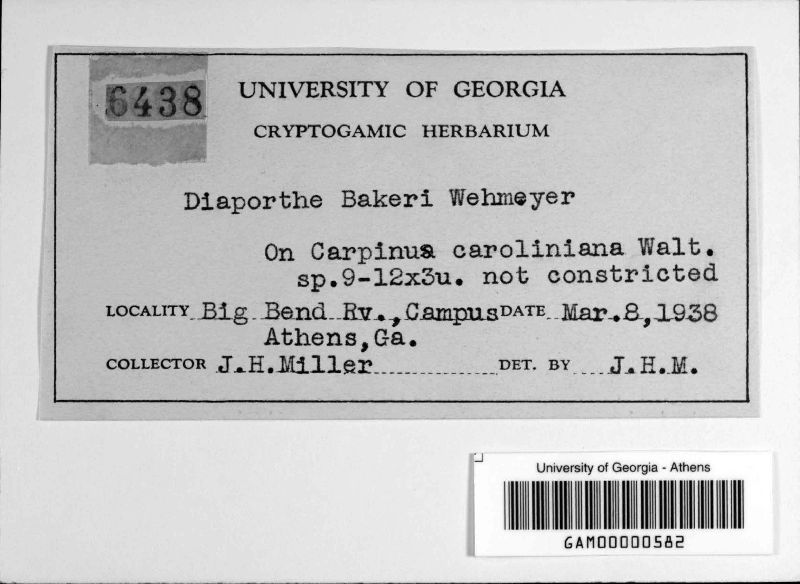 6438
UNIVERSITY OF GEORGIA
CRYPTOGAMIC HERBARIUM
Diaporthe Bakeri Wehmeyer
On Carpinus caroliniana Walt.
sp.9-12x3u. not constricted
LOCALITY Big Bend Rv.,Campus DATE Mar.8,1938
Athens,Ga.
COLLECTOR J.H.Miller DET. BY J.H.M.
University of Georgia - Athens
GAM00000582